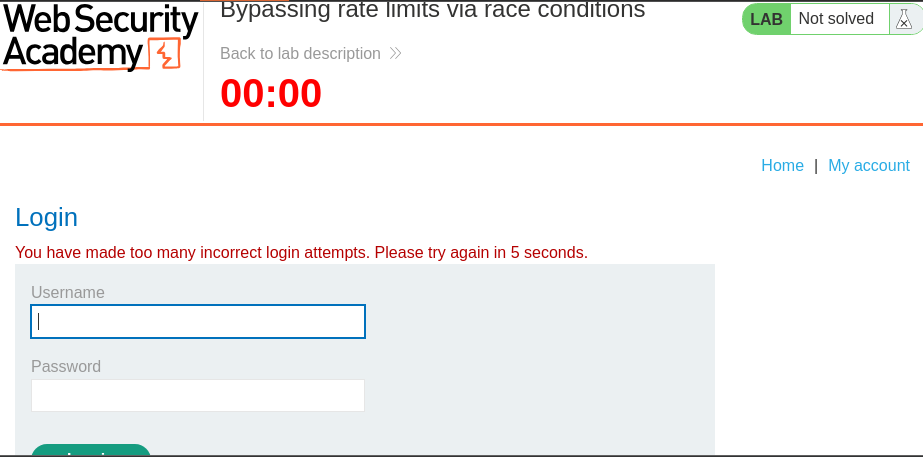 Web Security
Academy
Bypassing rate limits via race conditions
LAB Not solved
Back to lab description
00:00
Home | My account
Login
You have made too many incorrect login attempts. Please try again in 5 seconds.
Username
Password